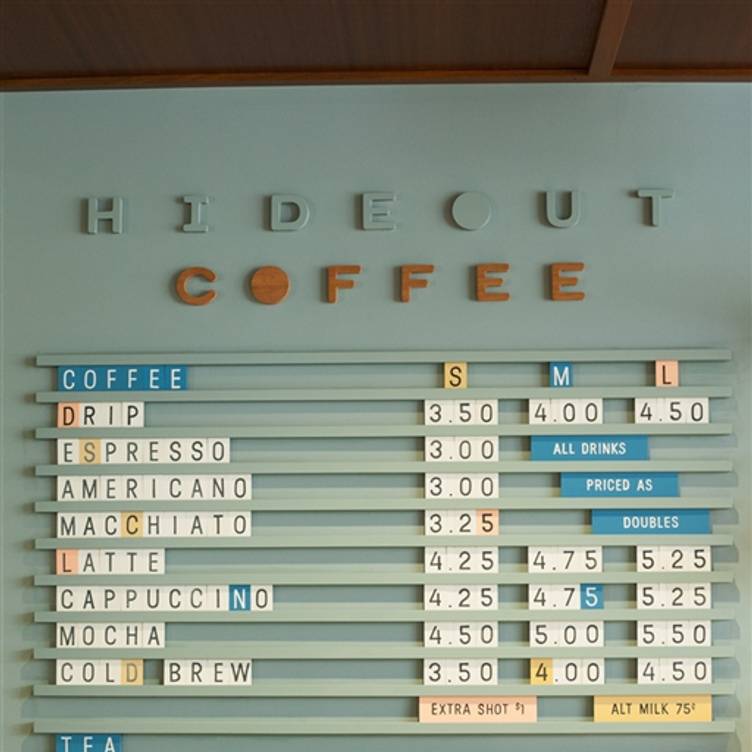 HIDEOUT
COFFEE
COFFEE S M L
DRIP 3.50 4.00 4.50
ESPRESSO 3.00 ALL DRINKS
AMERICANO 3.00 PRICED AS
MACCHIATO 3.25 DOUBLES
LATTE 4.25 4.75 5.25
CAPPUCCINO 4.25 4.75 5.25
MOCHA 4.50 5.00 5.50
COLD BREW 3.50 4.00 4.50
EXTRA SHOT $1 ALT MILK 75¢
TEA